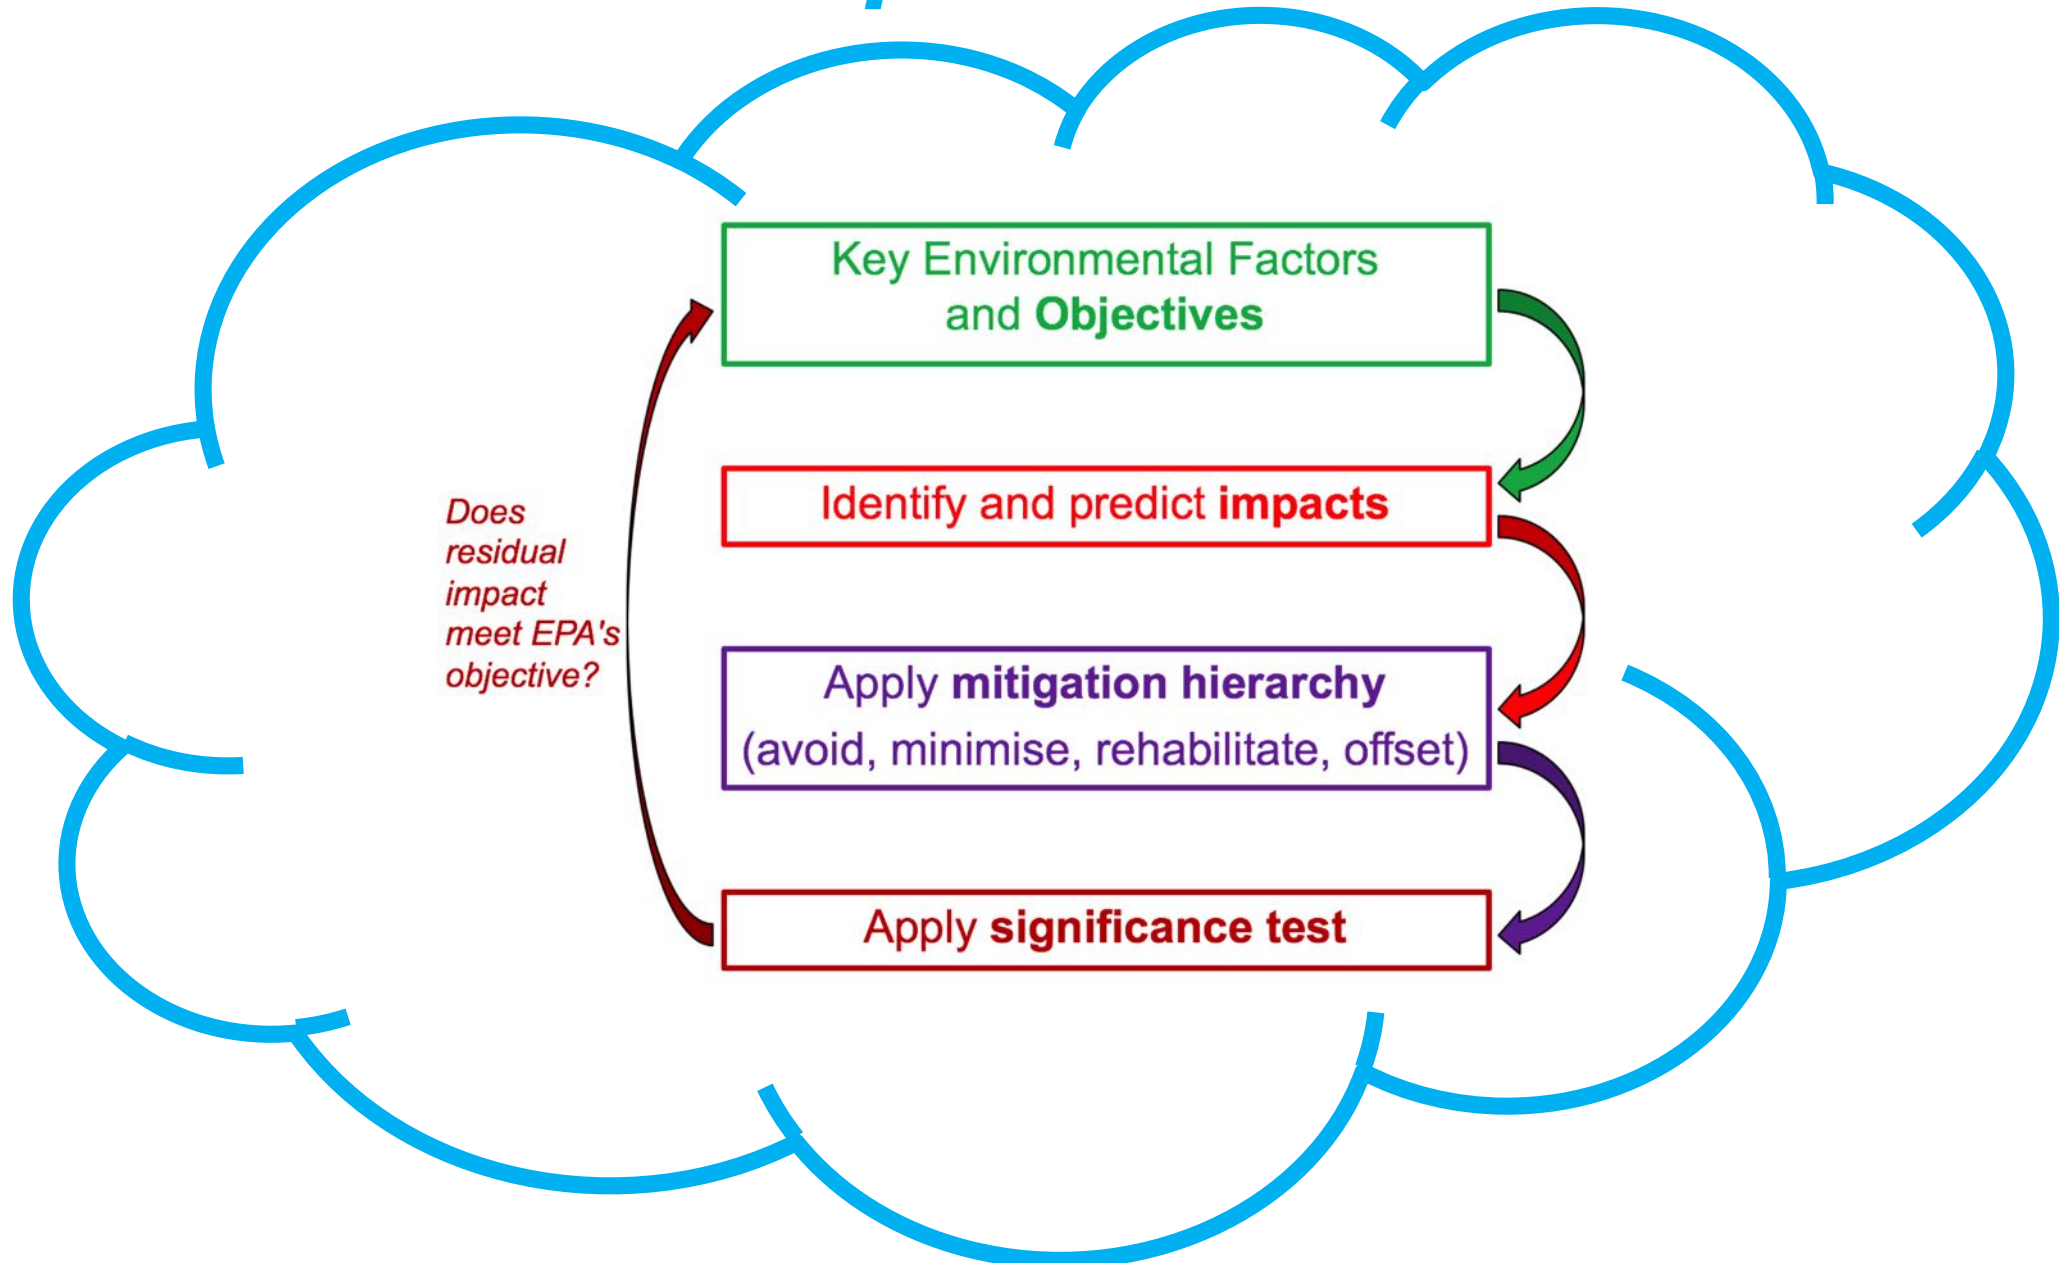 Key Environmental Factors
and Objectives
Identify and predict impacts
Does
residual
impact
meet EPA's
objective?
Apply mitigation hierarchy
(avoid, minimise, rehabilitate, offset)
Apply significance test